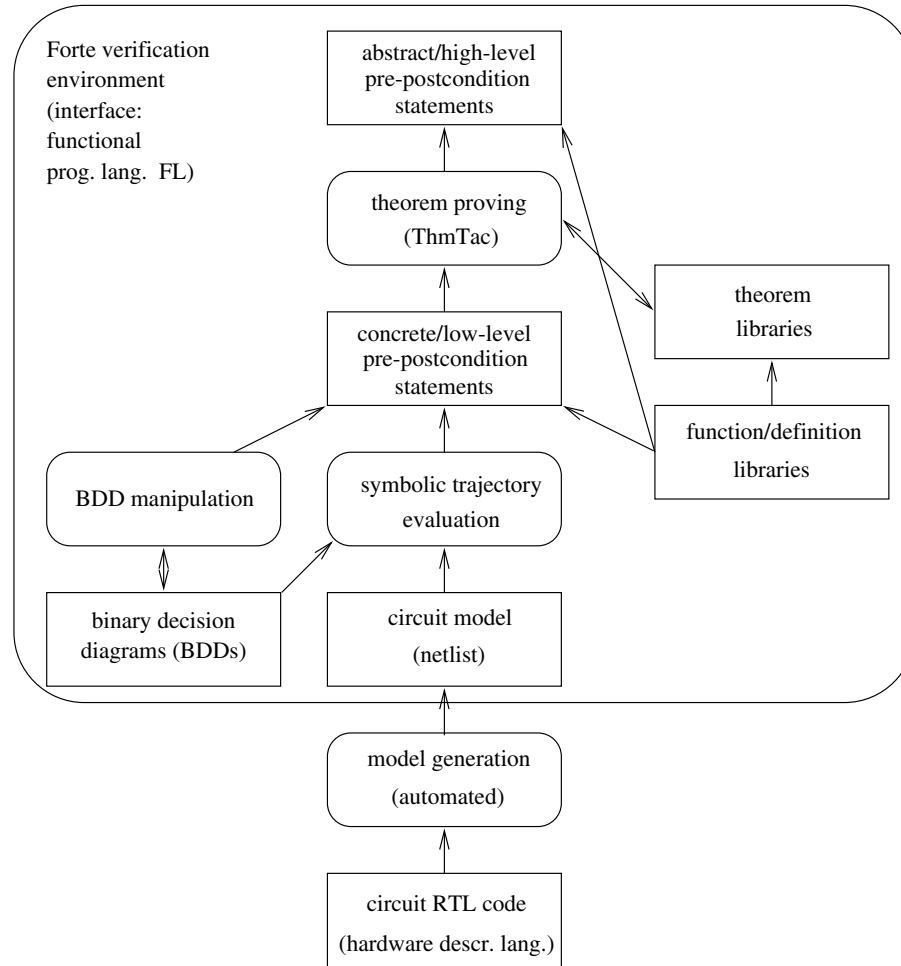 Forte verification
environment
(interface:
functional
prog. lang. FL)
abstract/high-level
pre-postcondition
statements
theorem proving
(ThmTac)
theorem
libraries
concrete/low-level
pre-postcondition
statements
function/definition
libraries
BDD manipulation
symbolic trajectory
evaluation
binary decision
diagrams (BDDs)
circuit model
(netlist)
model generation
(automated)
circuit RTL code
(hardware descr. lang.)